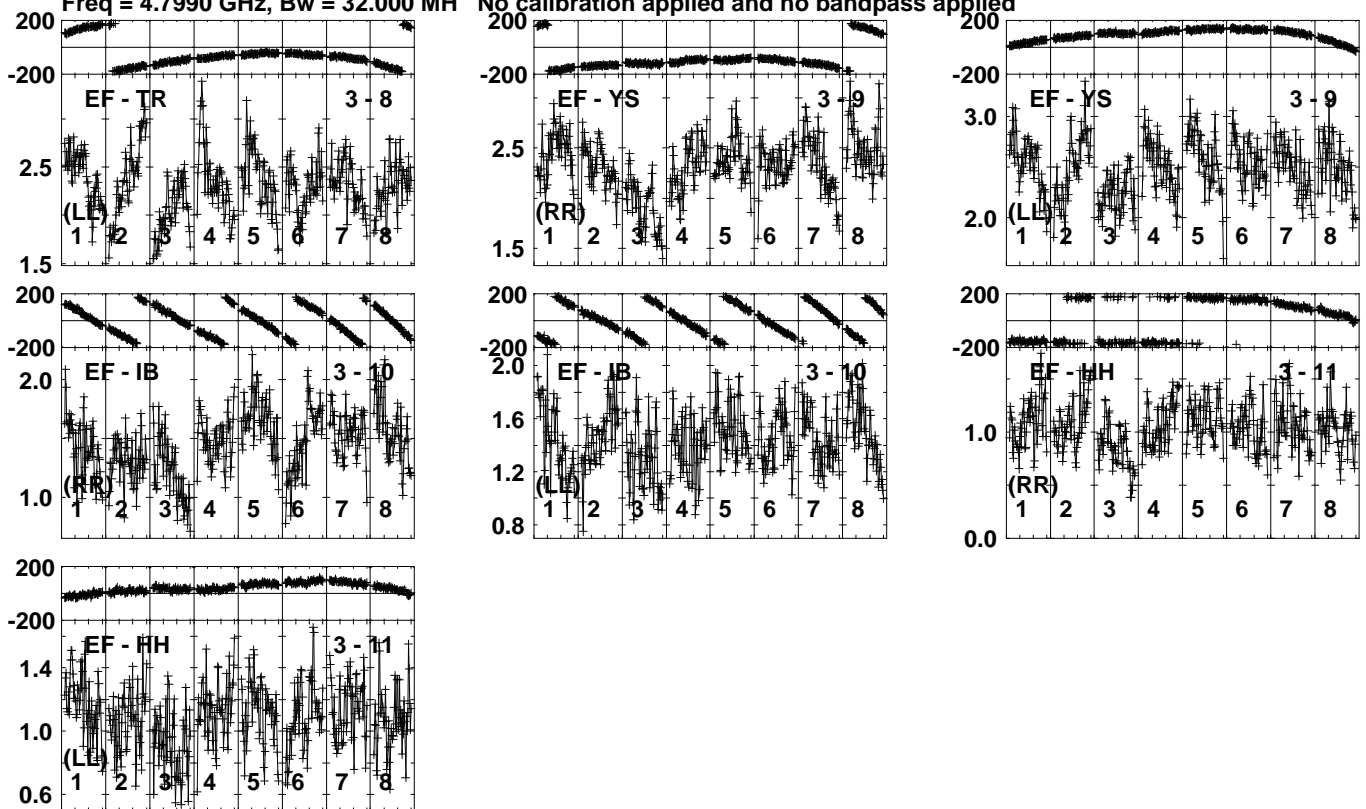 Freq = 4.7990 GHz, Bw = 32.000 MH No calibration applied and no bandpass applied
200
-200
EF - TR 3 - 8
2.5
(LL)
1 2 3 4 5 6 7 8
1.5
EF - YS 3 - 9
2.5
(RR)
1 2 3 4 5 6 7 8
1.5
200
-200
EF - YS 3 - 9
3.0
2.0
(LL)
1 2 3 4 5 6 7 8
200
-200
EF - IB 3 - 10
2.0
1.0
(RR)
1 2 3 4 5 6 7 8
200
-200
2.0
EF - IB 3 - 10
1.6
1.2
(LL)
1 2 3 4 5 6 7 8
0.8
200
-200
EF - HH 3 - 11
1.0
(RR)
1 2 3 4 5 6 7 8
0.0
200
-200
EF - HH 3 - 11
1.4
1.0
(LL)
1 2 3 4 5 6 7 8
0.6